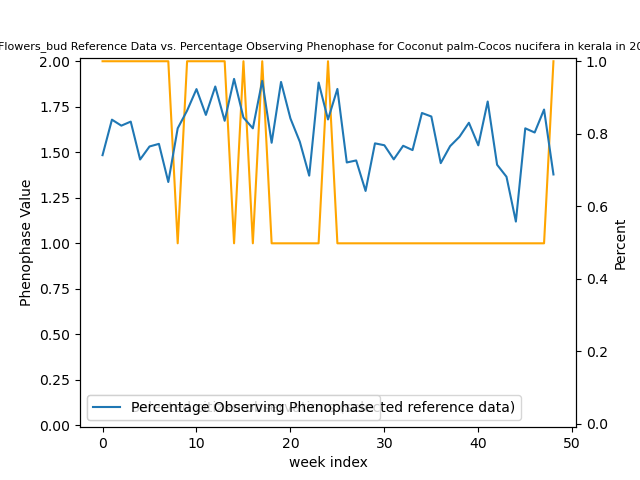 Flowers_bud Reference Data vs. Percentage Observing Phenophase for Coconut palm-Cocos nucifera in kerala in 20
2.00
1.75
1.50
1.25
1.00
0.75
0.50
0.25
0.00
Phenophase Value
1.0
0.8
0.6
0.4
0.2
0.0
Percent
Percentage Observing Phenophase
ted reference data)
0 10 20 30 40 50
week index